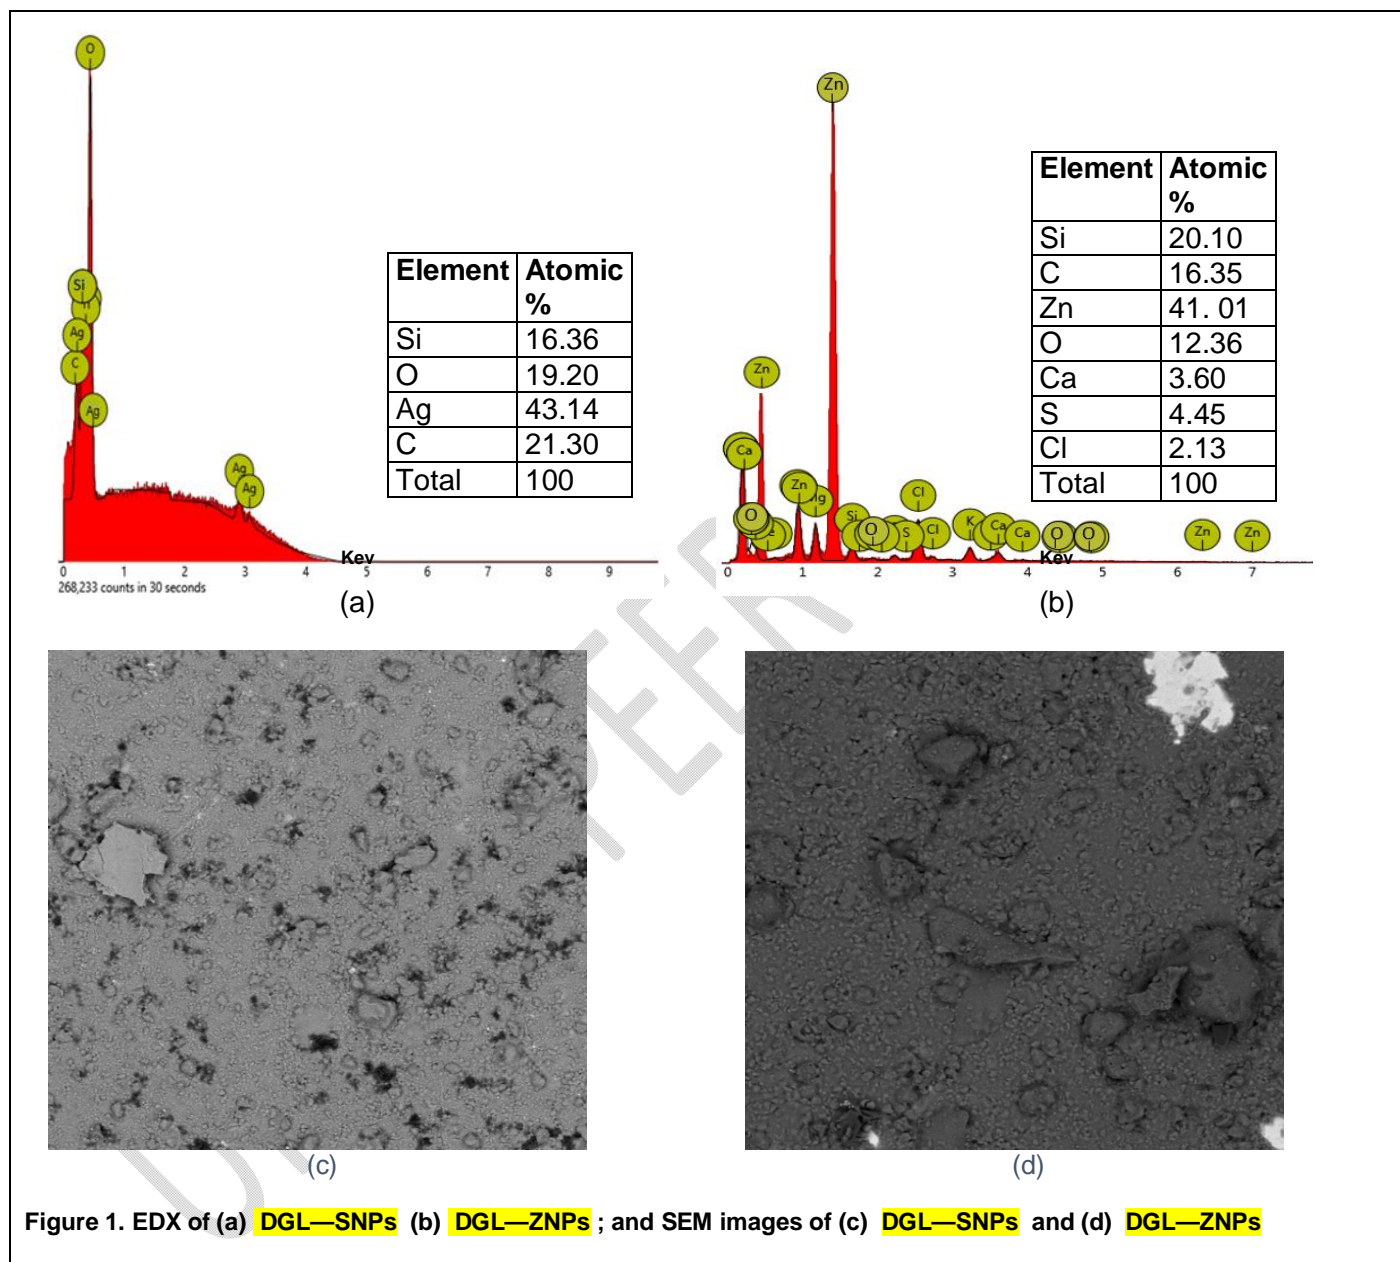 O
Si
Ag
C
Ag
Ag
Ag
Element Atomic %
Si 16.36
O 19.20
Ag 43.14
C 21.30
Total 100
0 1 2 3 4 Kev 5 6 7 8 9
268,233 counts in 30 seconds
(a)
Zn
Zn
Ca
O
Zn
Si
O
S
Cl
Cl
K
Ca
Ca
O
O
Zn
Zn
Element Atomic %
Si 20.10
C 16.35
Zn 41. 01
O 12.36
Ca 3.60
S 4.45
Cl 2.13
Total 100
0 1 2 3 4 Kev 5 6 7
(b)
(c)
(d)
Figure 1. EDX of (a) DGL—SNPs (b) DGL—ZNPs ; and SEM images of (c) DGL—SNPs and (d) DGL—ZNPs